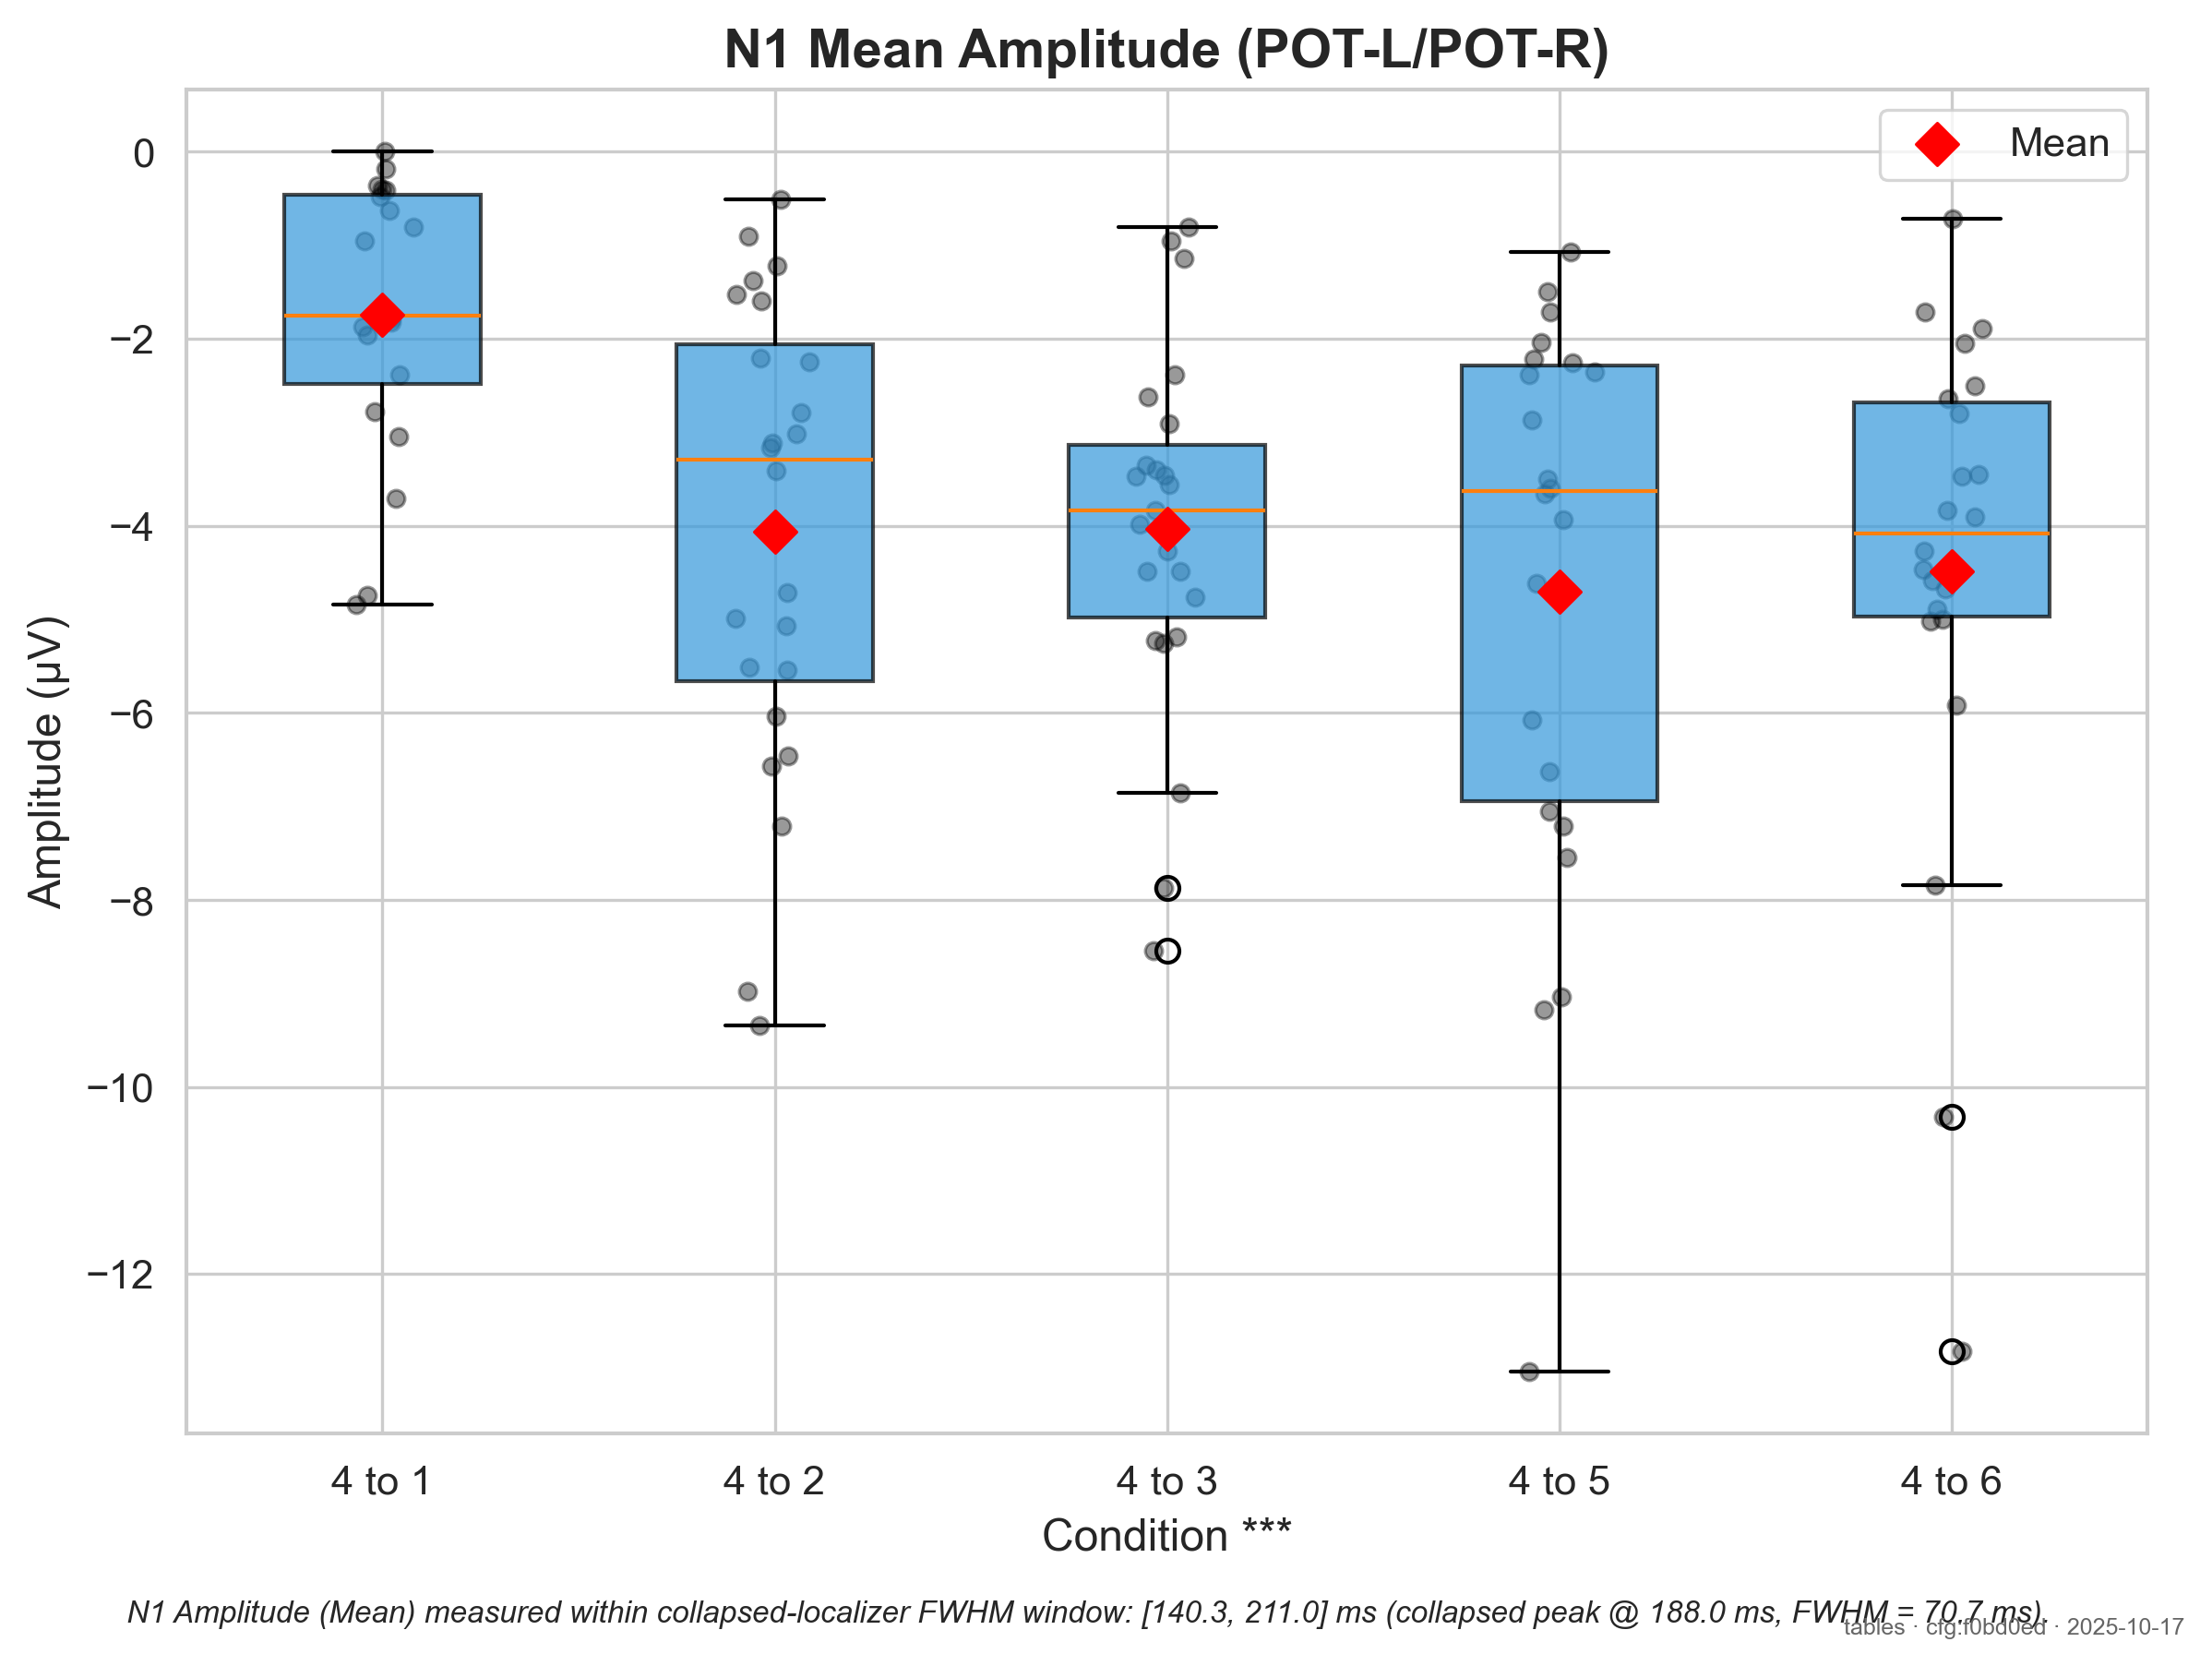 N1 Mean Amplitude (POT-L/POT-R)
Mean
Amplitude (µV)
0
−2
−4
−6
−8
−10
−12
4 to 1
4 to 2
4 to 3
4 to 5
4 to 6
Condition ***
N1 Amplitude (Mean) measured within collapsed-localizer FWHM window: [140.3, 211.0] ms (collapsed peak @ 188.0 ms, FWHM = 70.7 ms).
tables · cfg:f0bd0ed · 2025-10-17